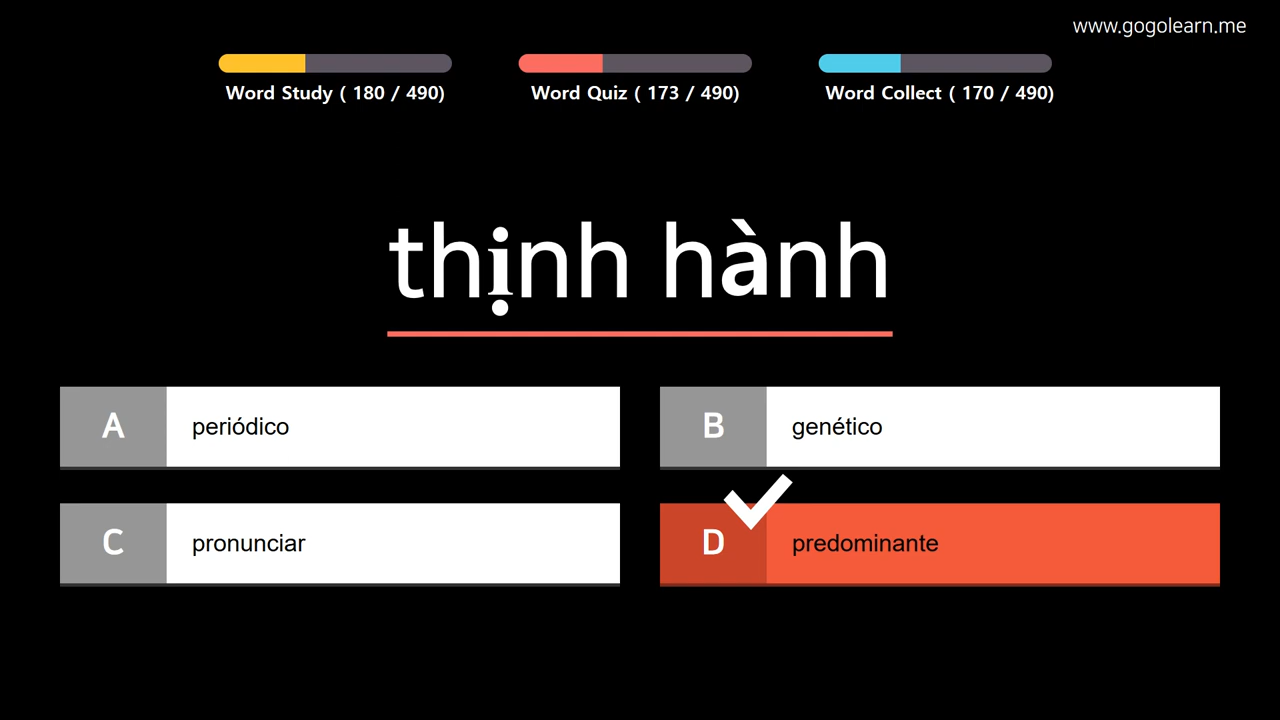 www.gogolearn.me
Word Study ( 180 / 490)
Word Quiz ( 173 / 490)
Word Collect ( 170 / 490)
thịnh hành
A periódico
B genético
C pronunciar
D predominante